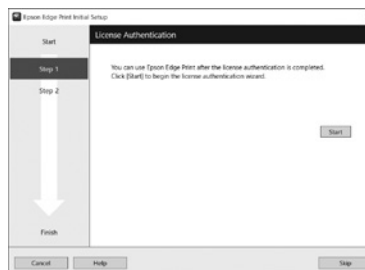 Epson Edge Print Initial Setup
Start
License Authentication
Step 1
You can use Epson Edge Print after the license authentication is completed.
Click [Start] to begin the license authentication wizard.
Step 2
Start
Finish
Cancel
Help
Skip